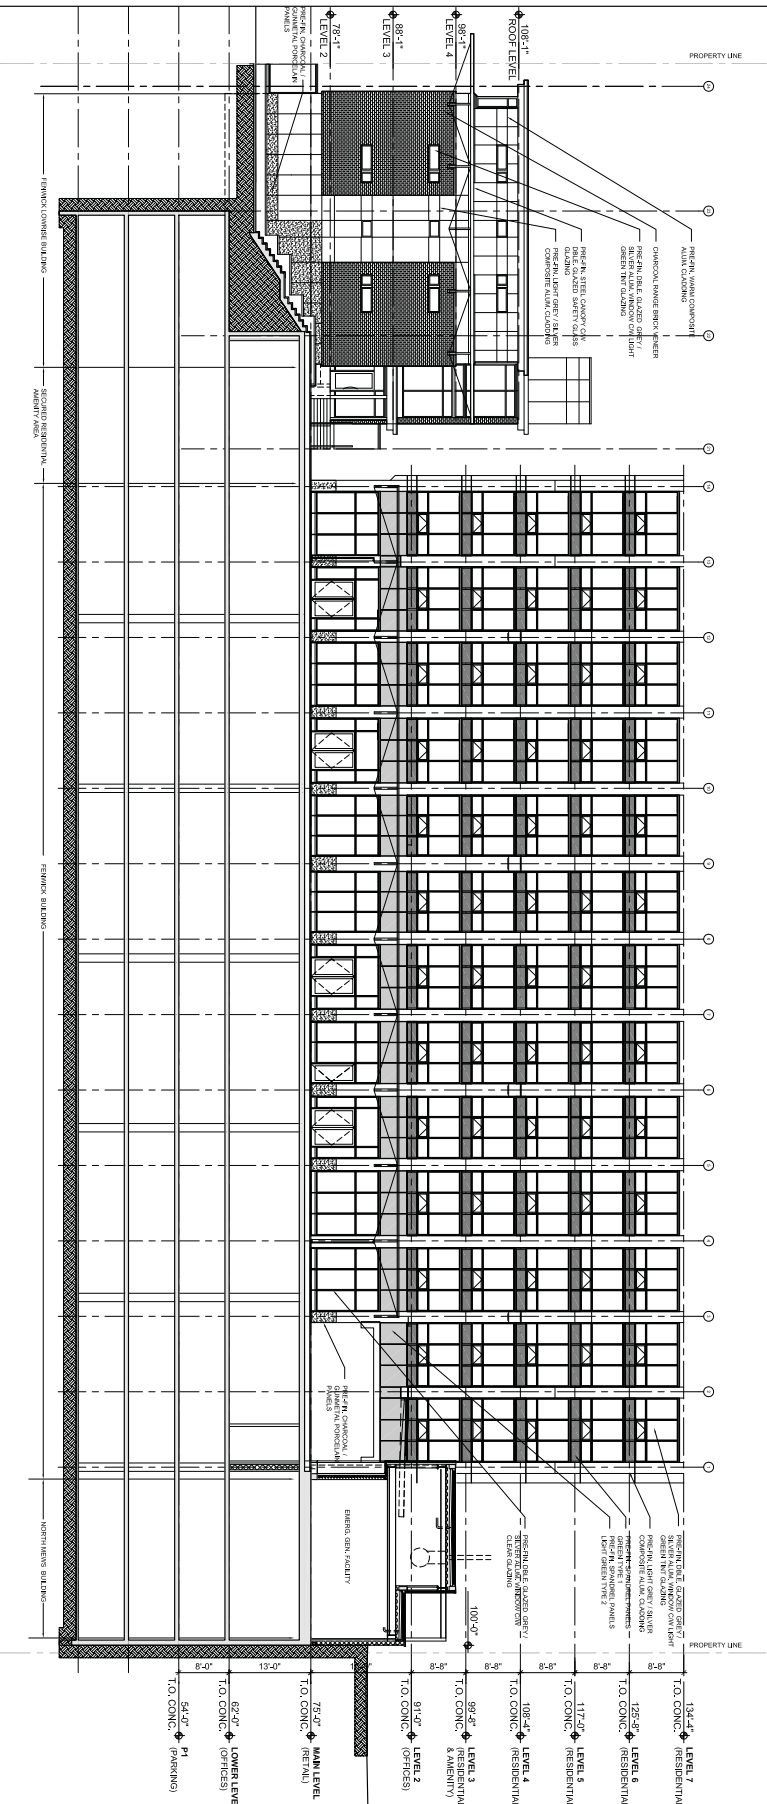 PROPERTY LINE
108'-1"
ROOF LEVEL
98'-1"
LEVEL 4
88'-1"
LEVEL 3
78'-1"
LEVEL 2
PRE-FIN. CHARCOAL /
GUNMETAL PORCELAIN
PANELS
PRE-FIN. WARM COMPOSITE
ALUM. CLADDING
CHARCOAL RANGE BRICK VENEER
PRE-FIN. DBLE. GLAZED GREY /
SILVER ALUM. WINDOW C/W LIGHT
GREEN TINT GLAZING
PRE-FIN. STEEL CANOPY C/W
DBLE. GLAZED SAFETY GLASS
GLAZING
PRE-FIN. LIGHT GREY / SILVER
COMPOSITE ALUM. CLADDING
FENWICK LOWRISE BUILDING
SECURED RESIDENTIAL
AMENITY AREA
FENWICK BUILDING
NORTH MEWS BUILDING
PRE-FIN. CHARCOAL /
GUNMETAL PORCELAIN
PANELS
EMERG. GEN. FACILITY
PRE-FIN. DBLE. GLAZED GREY /
SILVER ALUM. WINDOW C/W LIGHT
GREEN TINT GLAZING
PRE-FIN. LIGHT GREY / SILVER
COMPOSITE ALUM. CLADDING
PRE-FIN. SPANDREL PANELS
GREEN TYPE 1
PRE-FIN. SPANDREL PANELS
LIGHT GREEN TYPE 2
PRE-FIN. DBLE. GLAZED GREY /
SILVER ALUM. WINDOW C/W
CLEAR GLAZING
100'-0"
PROPERTY LINE
8'-8"
8'-8"
8'-8"
8'-8"
8'-8"
13'-0"
8'-0"
134'-4"
T.O. CONC.
LEVEL 7
125'-8"
T.O. CONC.
LEVEL 6
117'-0"
T.O. CONC.
LEVEL 5
108'-4"
T.O. CONC.
LEVEL 4
99'-8"
T.O. CONC.
LEVEL 3
& AMENITY)
91'-0"
T.O. CONC.
LEVEL 2
(OFFICES)
75'-0"
T.O. CONC.
MAIN LEVEL
(RETAIL)
62'-0"
T.O. CONC.
LOWER LEVE
(OFFICES)
54'-0"
T.O. CONC.
P1
(PARKING)